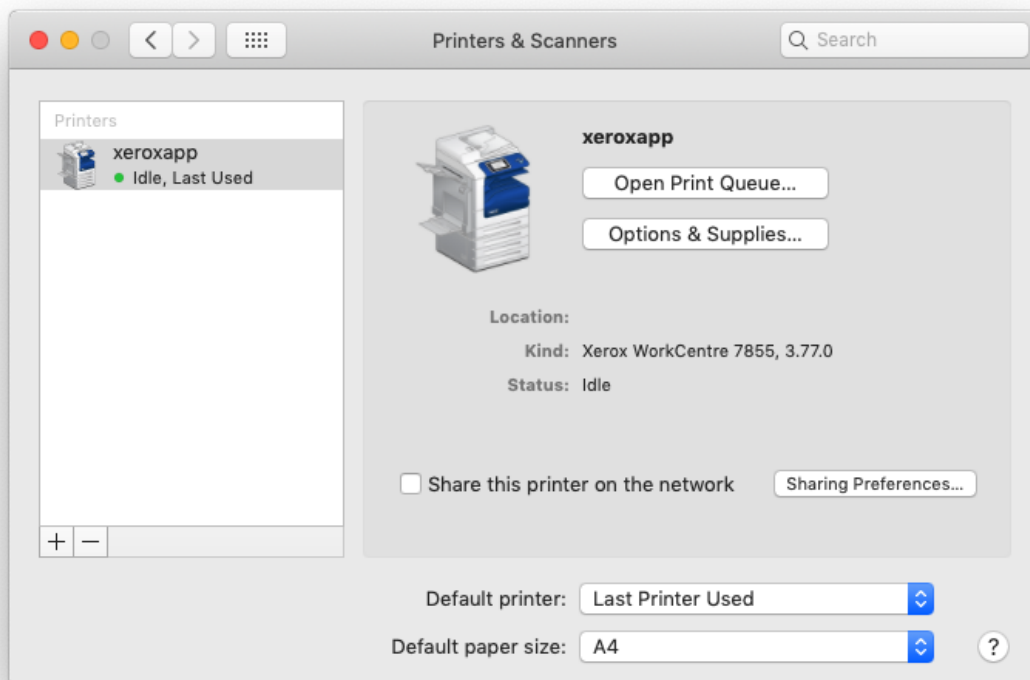 Printers & Scanners
Search
Printers
xeroxapp
Idle, Last Used
xeroxapp
Open Print Queue...
Options & Supplies...
Location:
Kind: Xerox WorkCentre 7855, 3.77.0
Status: Idle
Share this printer on the network
Sharing Preferences...
+ −
Default printer: Last Printer Used
Default paper size: A4
?